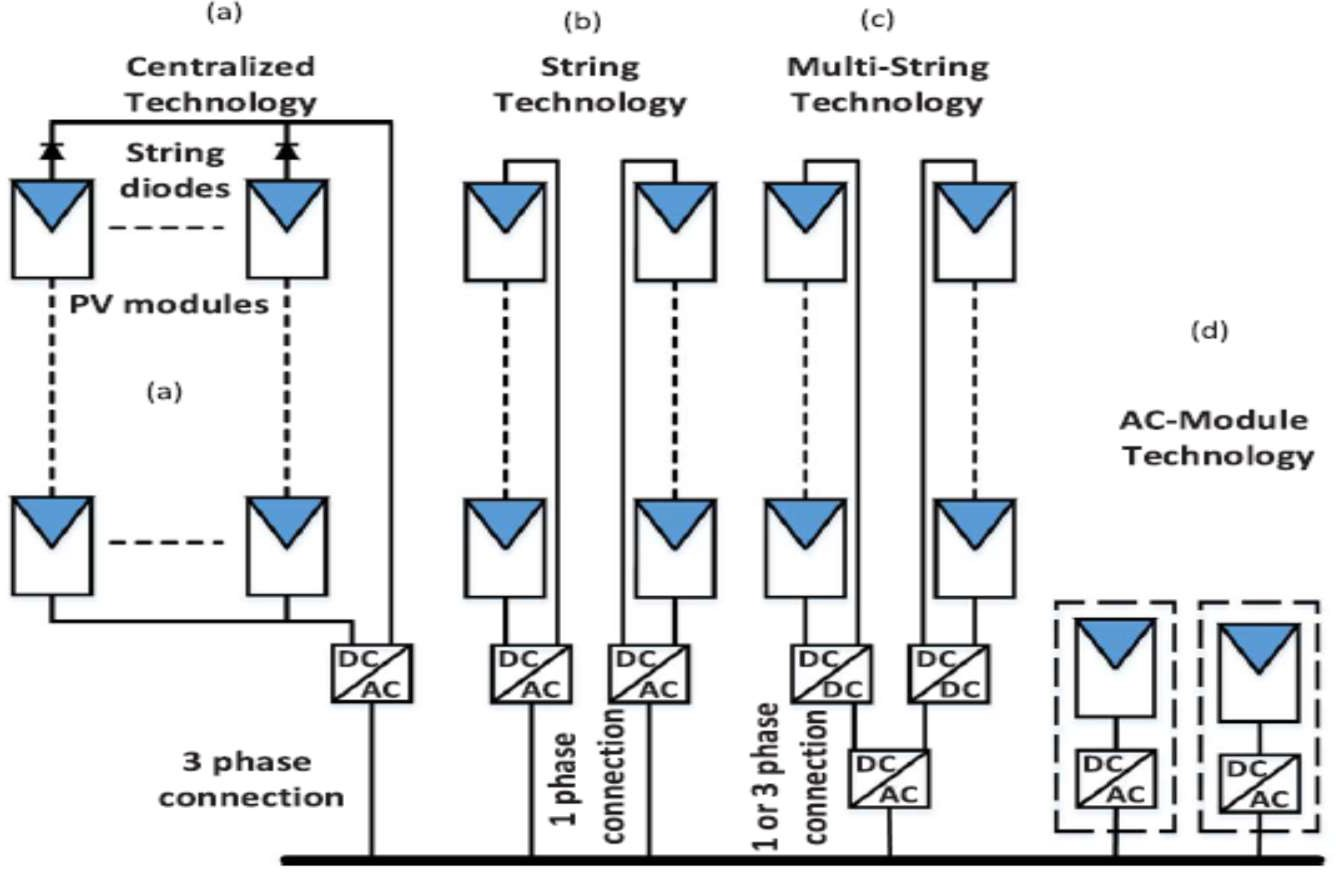 (a)
Centralized
Technology
String
diodes
PV modules
(a)
DC
AC
3 phase
connection
(b)
String
Technology
DC
AC
DC
AC
1 phase
connection
(c)
Multi-String
Technology
DC
DC
DC
DC
1 or 3 phase
connection
DC
AC
(d)
AC-Module
Technology
DC
AC
DC
AC